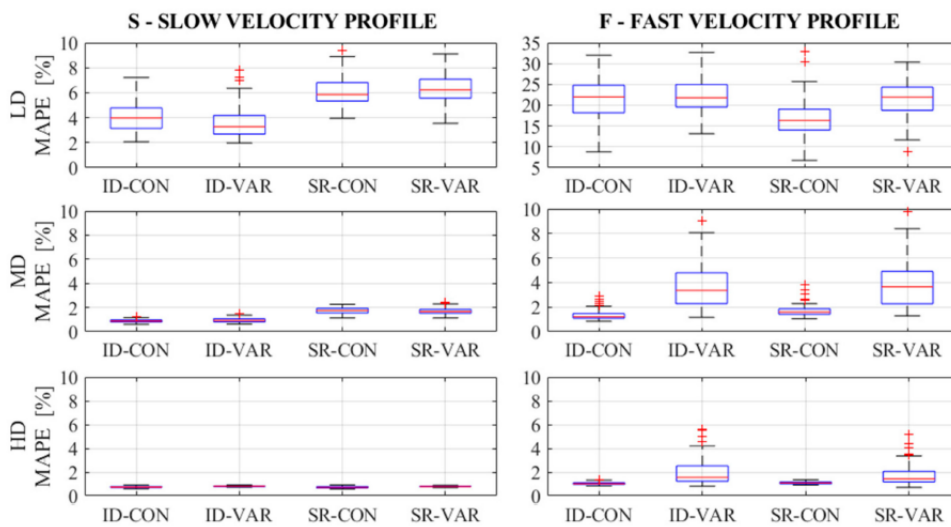 S - SLOW VELOCITY PROFILE
F - FAST VELOCITY PROFILE
LD
MAPE [%]
10
8
6
4
2
0
ID-CON ID-VAR SR-CON SR-VAR
35
30
25
20
15
10
5
ID-CON ID-VAR SR-CON SR-VAR
MD
MAPE [%]
10
8
6
4
2
0
ID-CON ID-VAR SR-CON SR-VAR
10
8
6
4
2
0
ID-CON ID-VAR SR-CON SR-VAR
HD
MAPE [%]
10
8
6
4
2
0
ID-CON ID-VAR SR-CON SR-VAR
10
8
6
4
2
0
ID-CON ID-VAR SR-CON SR-VAR